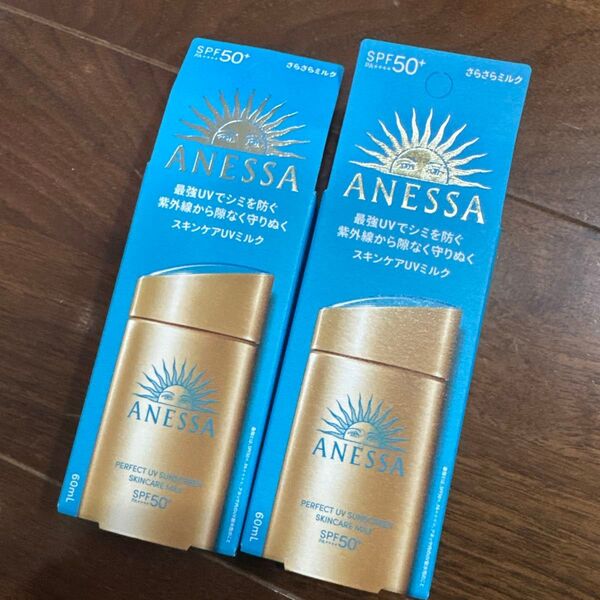 SPF50+
PA++++
さらさらミルク
ANESSA
最強UVでシミを防ぐ
紫外線から隙なく守りぬく
スキンケアUVミルク
ANESSA
PERFECT UV SUNSCREEN
SKINCARE MILK
SPF50+
PA++++
60mL
SPF50+
PA++++
さらさらミルク
ANESSA
最強UVでシミを防ぐ
紫外線から隙なく守りぬく
スキンケアUVミルク
ANESSA
PERFECT UV SUNSCREEN
SKINCARE MILK
SPF50+
PA++++
60mL